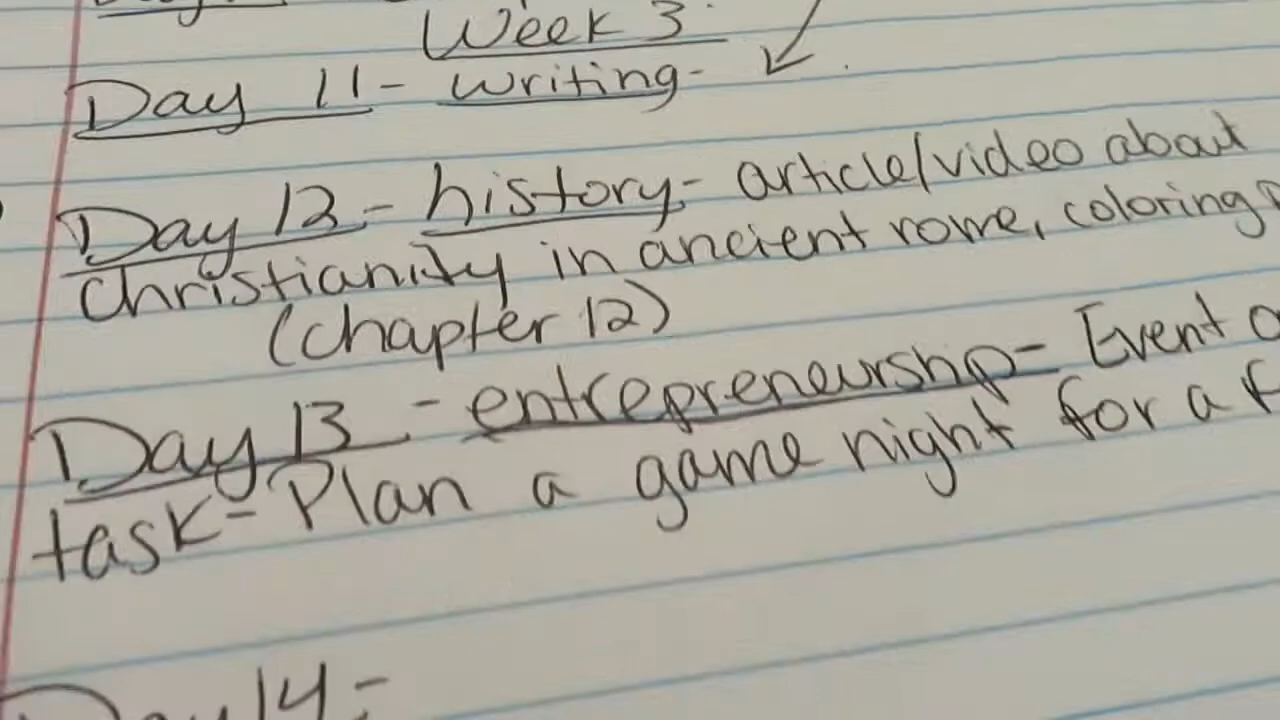 Week 3
Day 11- writing-
Day 12- history- article/video about
Christianity in ancient rome, coloring
(chapter 12)
Day 13 - entrepreneurship- Event
task- Plan a game night for a
Day 14-